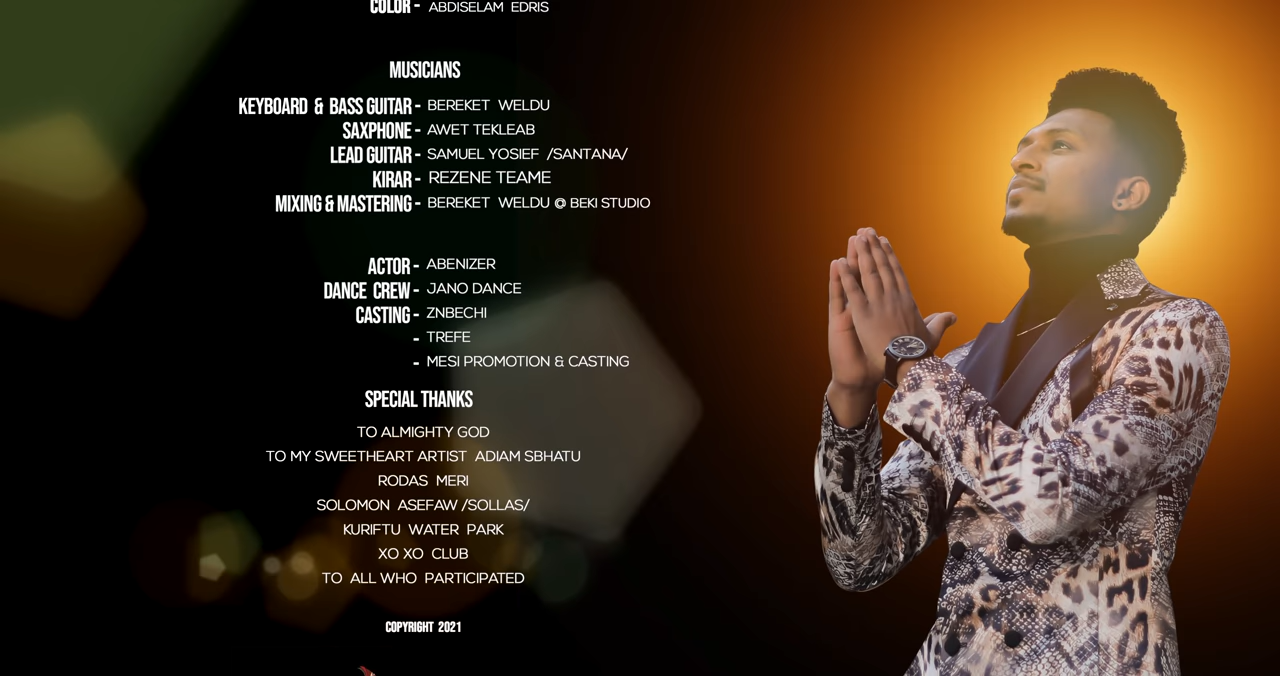 COLOR - ABDISELAM EDRIS
MUSICIANS
KEYBOARD & BASS GUITAR - BEREKET WELDU
SAXPHONE - AWET TEKLEAB
LEAD GUITAR - SAMUEL YOSIEF /SANTANA/
KIRAR - REZENE TEAME
MIXING & MASTERING - BEREKET WELDU @ BEKI STUDIO
ACTOR - ABENIZER
DANCE CREW - JANO DANCE
CASTING - ZNBECHI
- TREFE
- MESI PROMOTION & CASTING
SPECIAL THANKS
TO ALMIGHTY GOD
TO MY SWEETHEART ARTIST ADIAM SBHATU
RODAS MERI
SOLOMON ASEFAW /SOLLAS/
KURIFTU WATER PARK
XO XO CLUB
TO ALL WHO PARTICIPATED
COPYRIGHT 2021